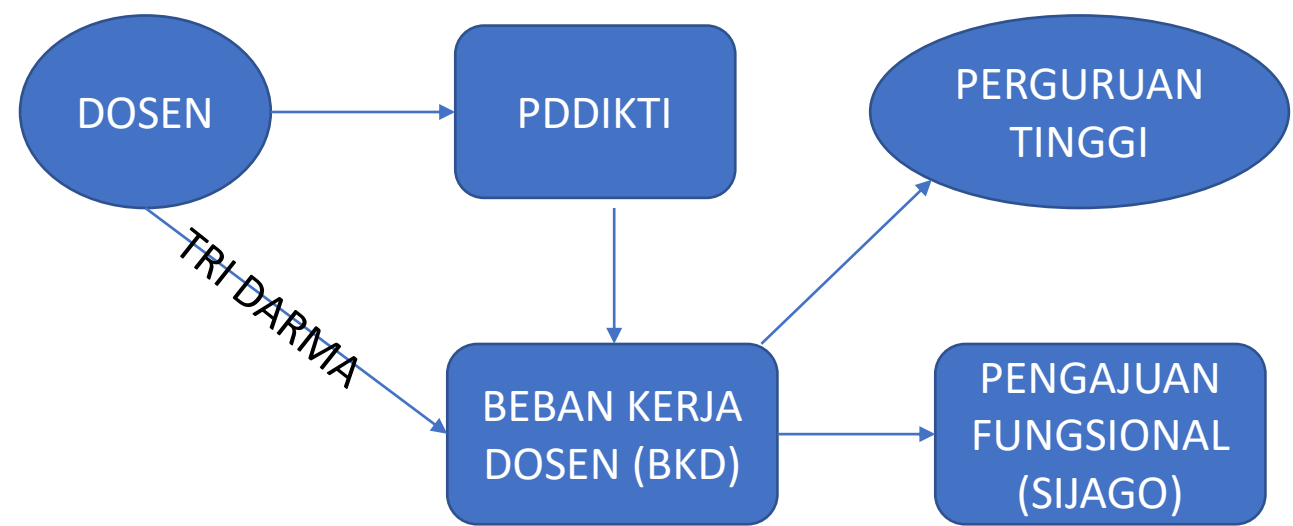 DOSEN
PDDIKTI
PERGURUAN
TINGGI
TRI DARMA
BEBAN KERJA
DOSEN (BKD)
PENGAJUAN
FUNGSIONAL
(SIJAGO)